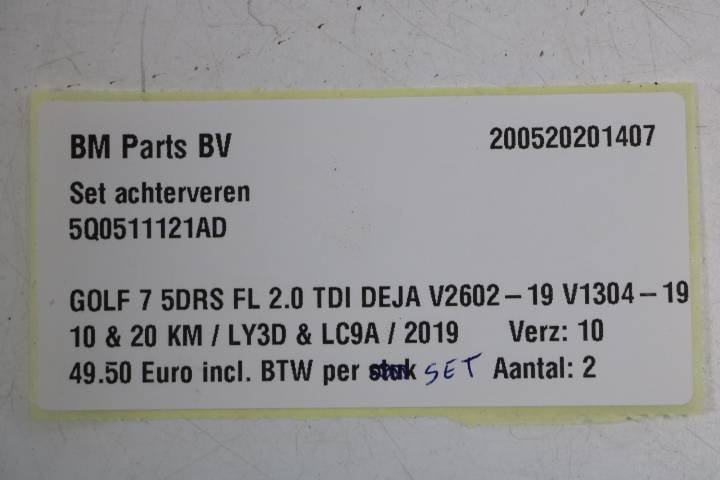 BM Parts BV 200520201407
Set achterveren
5Q0511121AD
GOLF 7 5DRS FL 2.0 TDI DEJA V2602-19 V1304-19
10 & 20 KM / LY3D & LC9A / 2019 Verz: 10
49.50 Euro incl. BTW per stuk SET Aantal: 2